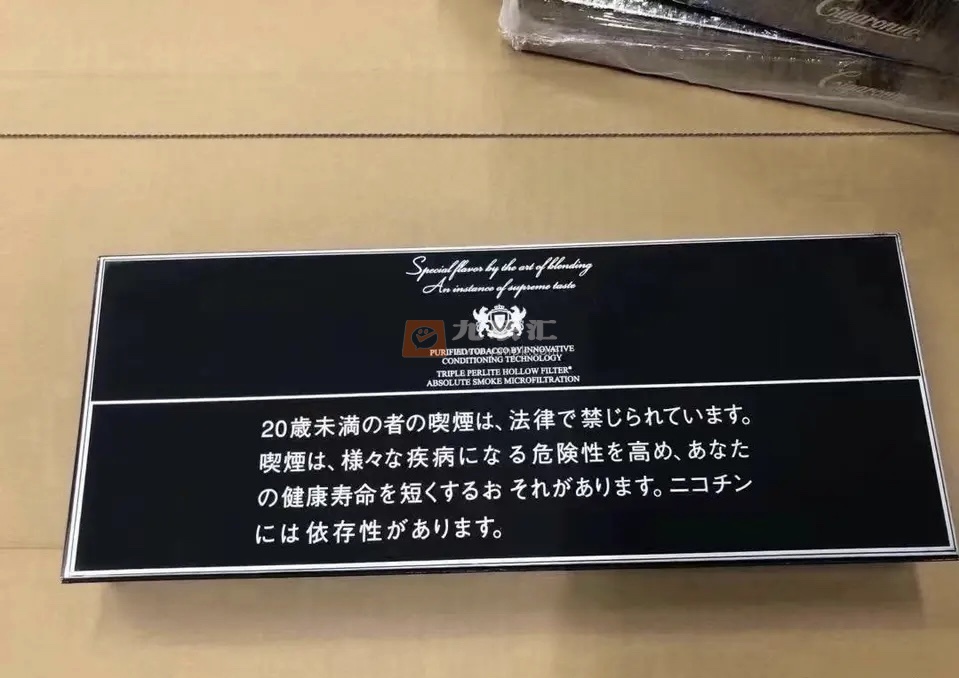 Cigaronne
Cigaronne
Special flavor by the art of blending
An instance of supreme taste
PURIFIED TOBACCO BY INNOVATIVE
CONDITIONING TECHNOLOGY
TRIPLE PERLITE HOLLOW FILTER®
ABSOLUTE SMOKE MICROFILTRATION
20歳未満の者の喫煙は、法律で禁じられています。
喫煙は、様々な疾病になる危険性を高め、あなた
の健康寿命を短くするおそれがあります。ニコチン
には依存性があります。